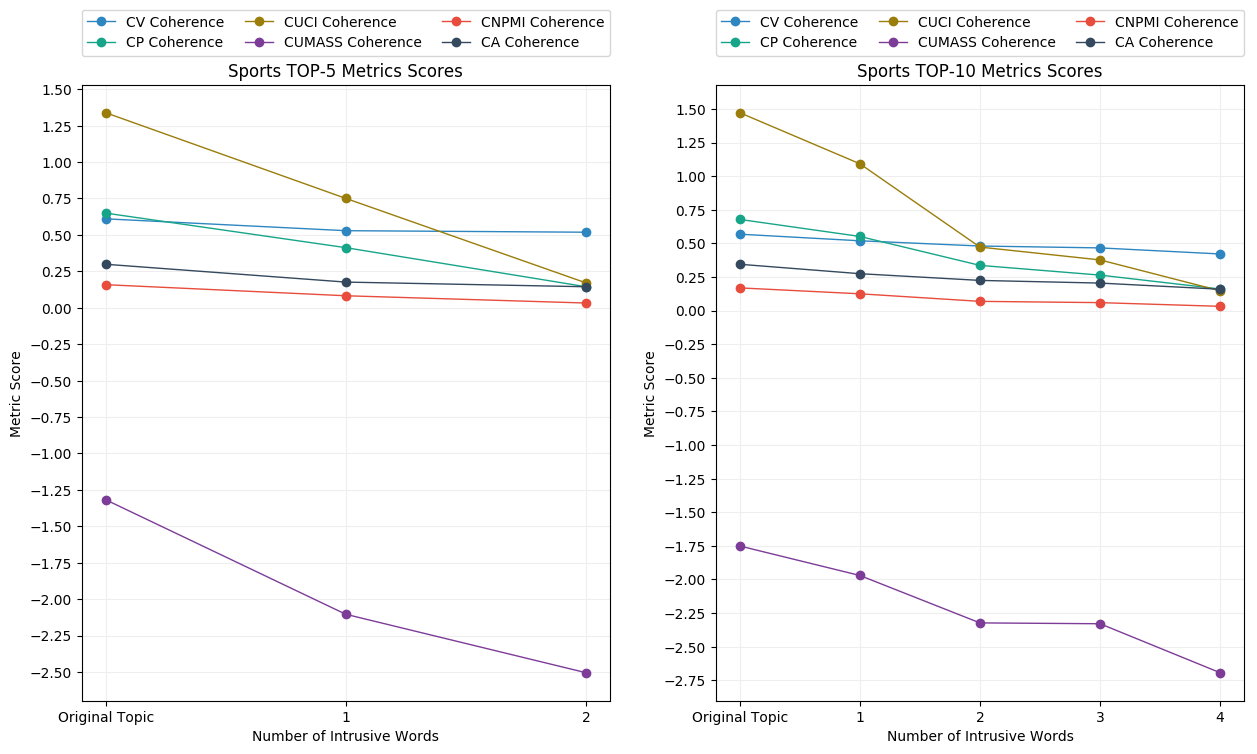 CV Coherence CUCI Coherence CNPMI Coherence
CP Coherence CUMASS Coherence CA Coherence
Sports TOP-5 Metrics Scores
1.50
1.25
1.00
0.75
0.50
0.25
0.00
−0.25
−0.50
−0.75
−1.00
−1.25
−1.50
−1.75
−2.00
−2.25
−2.50
Metric Score
Original Topic 1 2
Number of Intrusive Words
CV Coherence CUCI Coherence CNPMI Coherence
CP Coherence CUMASS Coherence CA Coherence
Sports TOP-10 Metrics Scores
1.50
1.25
1.00
0.75
0.50
0.25
0.00
−0.25
−0.50
−0.75
−1.00
−1.25
−1.50
−1.75
−2.00
−2.25
−2.50
−2.75
Metric Score
Original Topic 1 2 3 4
Number of Intrusive Words